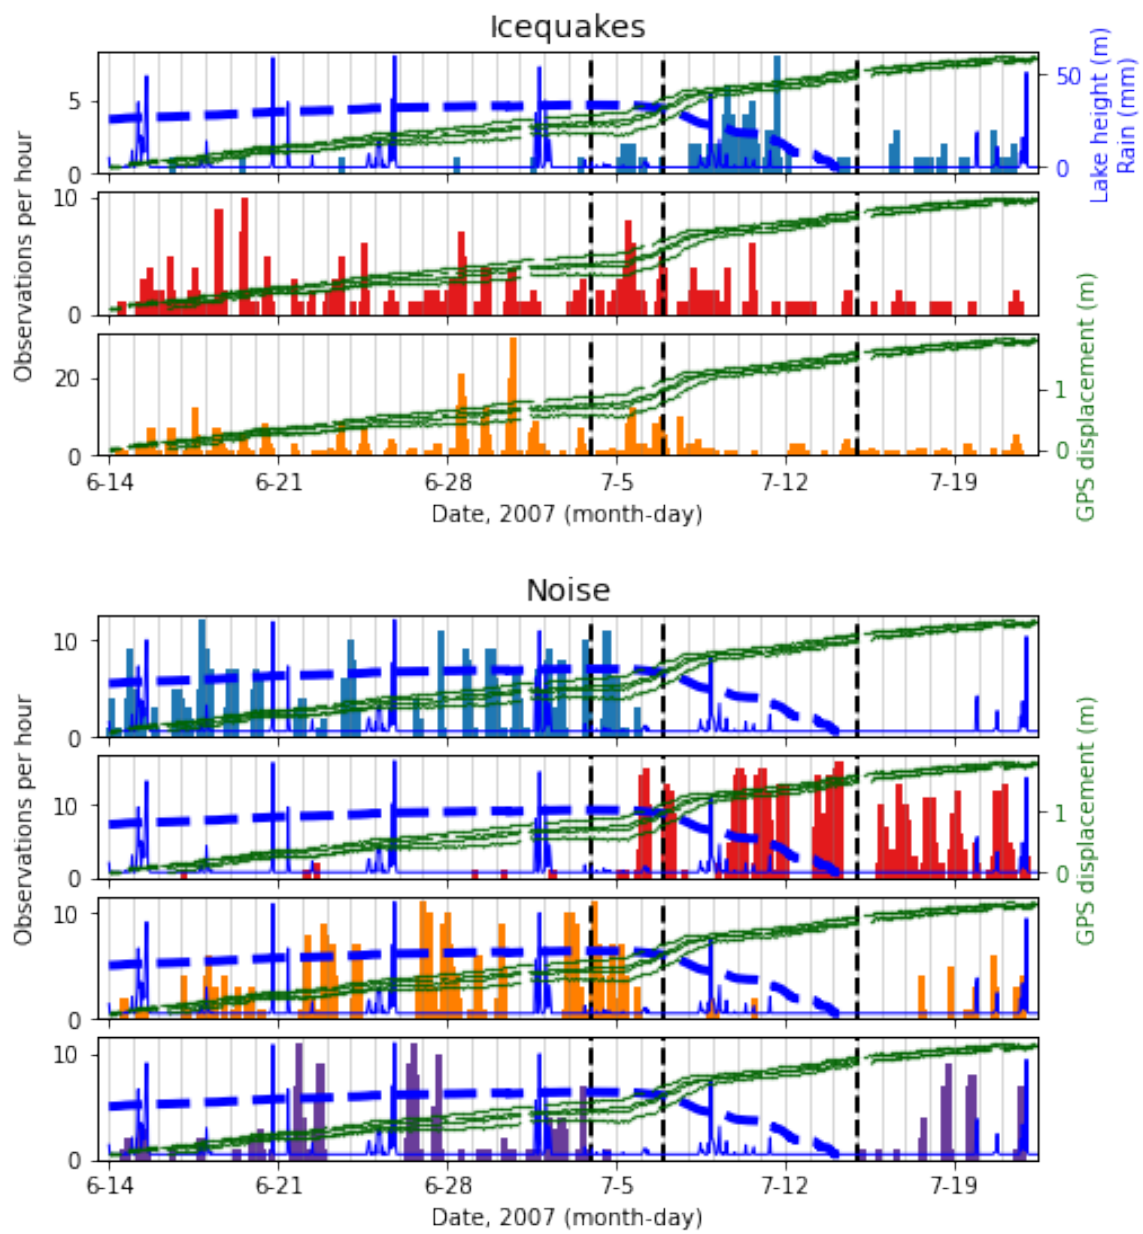 Icequakes
Observations per hour
5
0
50
0
Lake height (m)
Rain (mm)
10
0
20
0
1
0
GPS displacement (m)
6-14 6-21 6-28 7-5 7-12 7-19
Date, 2007 (month-day)
Noise
Observations per hour
10
0
10
0
1
0
GPS displacement (m)
10
0
10
0
6-14 6-21 6-28 7-5 7-12 7-19
Date, 2007 (month-day)